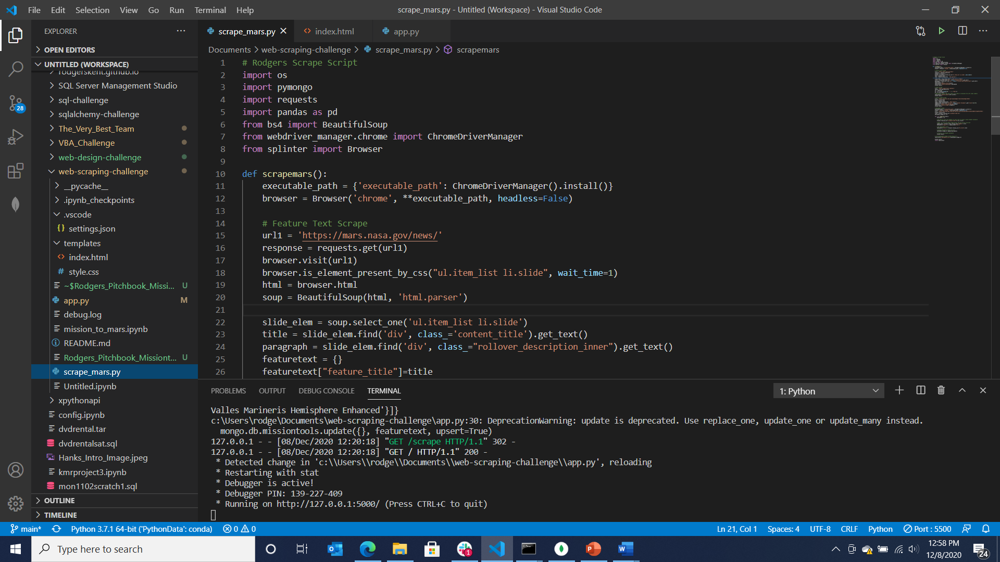 File Edit Selection View Go Run Terminal Help
scrape_mars.py - Untitled (Workspace) - Visual Studio Code
EXPLORER
OPEN EDITORS
UNTITLED (WORKSPACE)
rodgerskent.github.io
SQL Server Management Studio
sql-challenge
sqlalchemy-challenge
The_Very_Best_Team
VBA_Challenge
web-design-challenge
web-scraping-challenge
__pycache__
.ipynb_checkpoints
.vscode
{} settings.json
templates
<> index.html
# style.css
~$Rodgers_Pitchbook_Missi... U
app.py M
debug.log
mission_to_mars.ipynb
README.md
Rodgers_Pitchbook_Missiont... U
scrape_mars.py
Untitled.ipynb
xpythonapi
config.ipynb
dvdrental.tar
dvdrentalsat.sql
Hanks_Intro_Image.jpeg
kmrproject3.ipynb
mon1102scratch1.sql
OUTLINE
TIMELINE
28
scrape_mars.py
<> index.html
app.py
Documents > web-scraping-challenge > scrape_mars.py > scrapemars
1 # Rodgers Scrape Script
2 import os
3 import pymongo
4 import requests
5 import pandas as pd
6 from bs4 import BeautifulSoup
7 from webdriver_manager.chrome import ChromeDriverManager
8 from splinter import Browser
9
10 def scrapemars():
11 executable_path = {'executable_path': ChromeDriverManager().install()}
12 browser = Browser('chrome', **executable_path, headless=False)
13
14 # Feature Text Scrape
15 url1 = 'https://mars.nasa.gov/news/'
16 response = requests.get(url1)
17 browser.visit(url1)
18 browser.is_element_present_by_css("ul.item_list li.slide", wait_time=1)
19 html = browser.html
20 soup = BeautifulSoup(html, 'html.parser')
21
22 slide_elem = soup.select_one('ul.item_list li.slide')
23 title = slide_elem.find('div', class_='content_title').get_text()
24 paragraph = slide_elem.find('div', class_="rollover_description_inner").get_text()
25 featuretext = {}
26 featuretext["feature_title"]=title
PROBLEMS OUTPUT DEBUG CONSOLE TERMINAL
1: Python
Valles Marineris Hemisphere Enhanced'}]}
c:\Users\rodge\Documents\web-scraping-challenge\app.py:30: DeprecationWarning: update is deprecated. Use replace_one, update_one or update_many instead.
mongo.db.missiontools.update({}, featuretext, upsert=True)
127.0.0.1 - - [08/Dec/2020 12:20:18] "GET /scrape HTTP/1.1" 302 -
127.0.0.1 - - [08/Dec/2020 12:20:18] "GET / HTTP/1.1" 200 -
* Detected change in 'c:\\Users\\rodge\\Documents\\web-scraping-challenge\\app.py', reloading
* Restarting with stat
* Debugger is active!
* Debugger PIN: 139-227-409
* Running on http://127.0.0.1:5000/ (Press CTRL+C to quit)
main* Python 3.7.1 64-bit ('PythonData': conda) 0 0
Ln 21, Col 1 Spaces: 4 UTF-8 CRLF Python Port : 5500
Type here to search
1
12:58 PM
12/8/2020
24